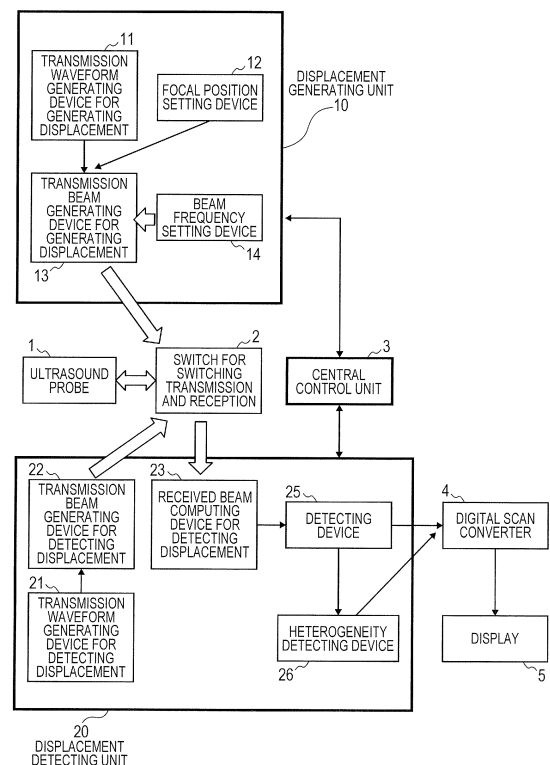 11
TRANSMISSION
WAVEFORM
GENERATING
DEVICE FOR
GENERATING
DISPLACEMENT
12
FOCAL POSITION
SETTING DEVICE
DISPLACEMENT
GENERATING UNIT
10
TRANSMISSION
BEAM
GENERATING
DEVICE FOR
GENERATING
DISPLACEMENT
13
BEAM
FREQUENCY
SETTING DEVICE
14
1
ULTRASOUND
PROBE
2
SWITCH FOR
SWITCHING
TRANSMISSION
AND RECEPTION
3
CENTRAL
CONTROL UNIT
22
TRANSMISSION
BEAM
GENERATING
DEVICE FOR
DETECTING
DISPLACEMENT
23
RECEIVED BEAM
COMPUTING
DEVICE FOR
DETECTING
DISPLACEMENT
25
DETECTING
DEVICE
4
DIGITAL SCAN
CONVERTER
21
TRANSMISSION
WAVEFORM
GENERATING
DEVICE FOR
DETECTING
DISPLACEMENT
HETEROGENEITY
DETECTING DEVICE
26
DISPLAY
5
20
DISPLACEMENT
DETECTING UNIT